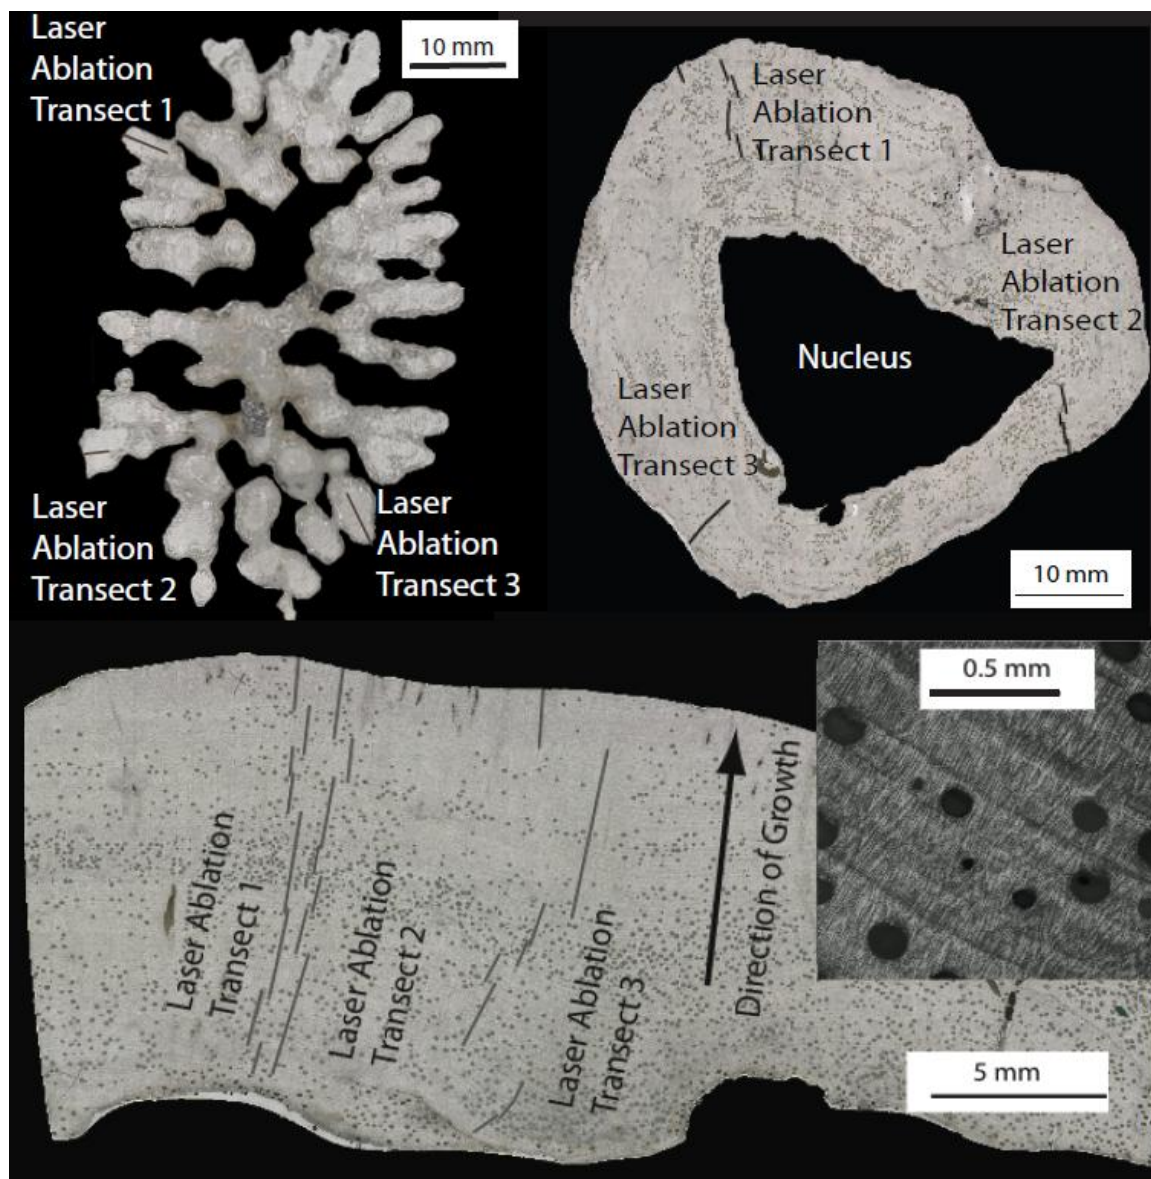 Laser
Ablation
Transect 1
10 mm
Laser
Ablation
Transect 2
Laser
Ablation
Transect 3
Laser
Ablation
Transect 1
Laser
Ablation
Transect 2
Nucleus
Laser
Ablation
Transect 3
10 mm
Laser Ablation
Transect 1
Laser Ablation
Transect 2
Laser Ablation
Transect 3
Direction of Growth
0.5 mm
5 mm